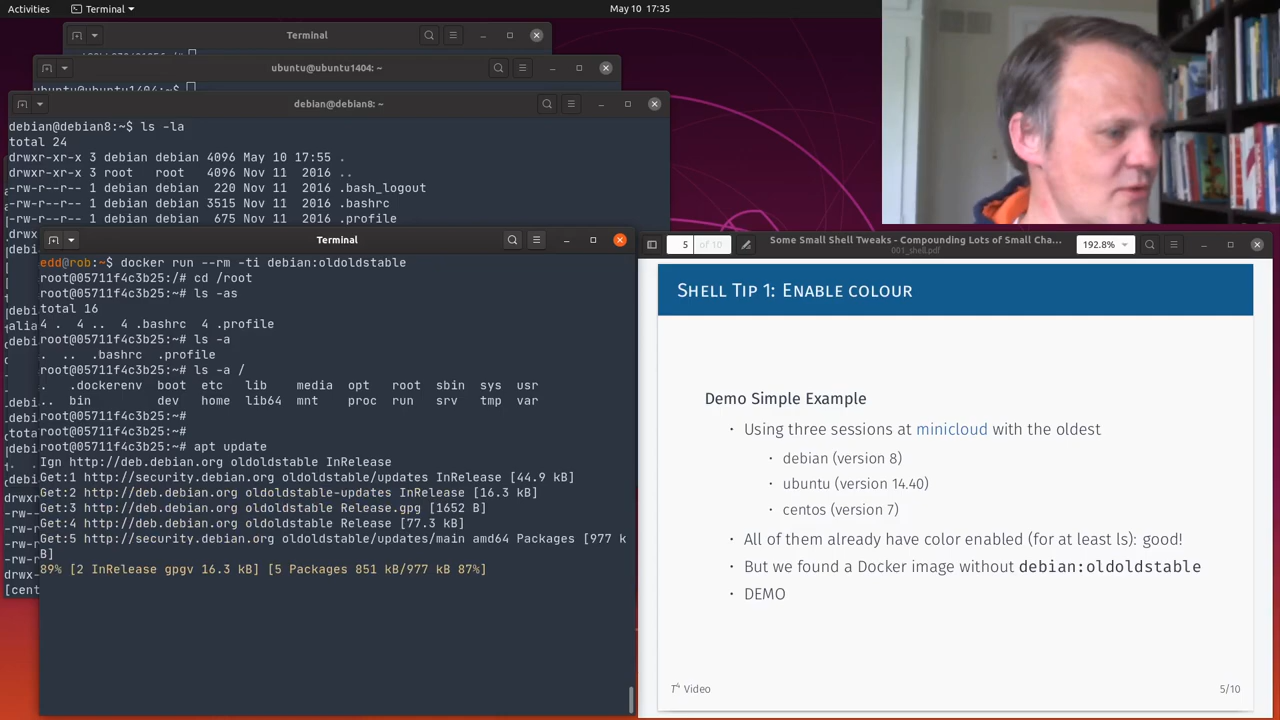 Activities
Terminal
May 10 17:35
Terminal
ubuntu@ubuntu1404: ~
ubuntu@ubuntu1404:~$
debian@debian8: ~
debian@debian8:~$ ls -la
total 24
drwxr-xr-x 3 debian debian 4096 May 10 17:55 .
drwxr-xr-x 3 root   root   4096 Nov 11  2016 ..
-rw-r--r-- 1 debian debian  220 Nov 11  2016 .bash_logout
-rw-r--r-- 1 debian debian 3515 Nov 11  2016 .bashrc
-rw-r--r-- 1 debian debian  675 Nov 11  2016 .profile
Terminal
edd@rob:~$ docker run --rm -ti debian:oldoldstable
root@05711f4c3b25:/# cd /root
root@05711f4c3b25:~# ls -as
total 16
4 .  4 ..  4 .bashrc  4 .profile
root@05711f4c3b25:~# ls -a
.  ..  .bashrc  .profile
root@05711f4c3b25:~# ls -a /
.   .dockerenv  boot  etc   lib    media  opt   root  sbin  sys  usr
..  bin         dev   home  lib64  mnt    proc  run   srv   tmp  var
root@05711f4c3b25:~#
root@05711f4c3b25:~#
root@05711f4c3b25:~# apt update
Ign http://deb.debian.org oldoldstable InRelease
Get:1 http://security.debian.org oldoldstable/updates InRelease [44.9 kB]
Get:2 http://deb.debian.org oldoldstable-updates InRelease [16.3 kB]
Get:3 http://deb.debian.org oldoldstable Release.gpg [1652 B]
Get:4 http://deb.debian.org oldoldstable Release [77.3 kB]
Get:5 http://security.debian.org oldoldstable/updates/main amd64 Packages [977 k
B]
89% [2 InRelease gpgv 16.3 kB] [5 Packages 851 kB/977 kB 87%]
5 of 10
Some Small Shell Tweaks - Compounding Lots of Small Cha...
001_shell.pdf
192.8%
Shell Tip 1: Enable colour
Demo Simple Example
· Using three sessions at minicloud with the oldest
· debian (version 8)
· ubuntu (version 14.40)
· centos (version 7)
· All of them already have color enabled (for at least ls): good!
· But we found a Docker image without debian:oldoldstable
· DEMO
T⁴ Video
5/10